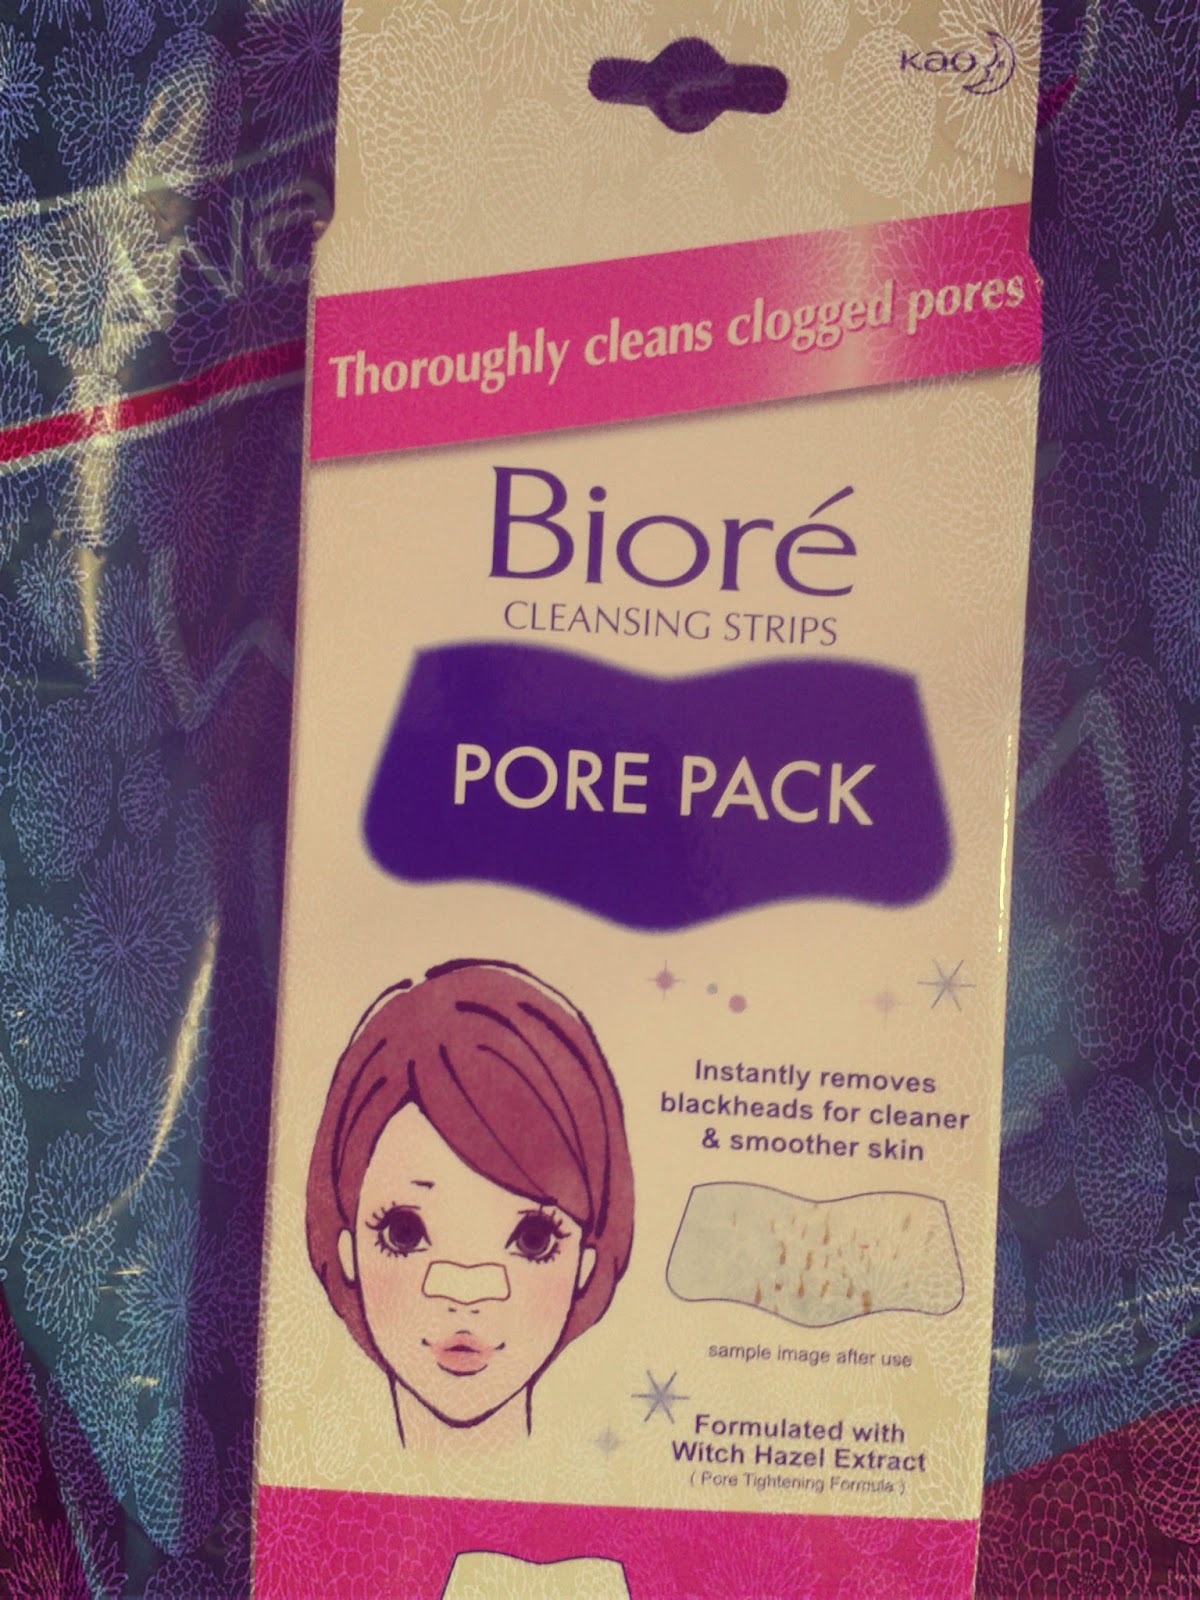 Kao
Thoroughly cleans clogged pores
Bioré
CLEANSING STRIPS
PORE PACK
Instantly removes
blackheads for cleaner
& smoother skin
sample image after use
Formulated with
Witch Hazel Extract
( Pore Tightening Formula )